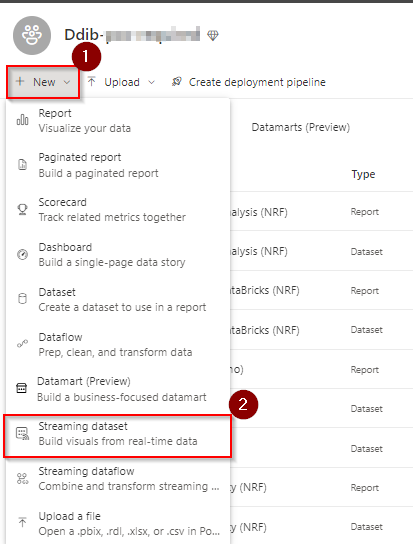 Ddib-
1
New Upload Create deployment pipeline
Report
Visualize your data
Datamarts (Preview)
Paginated report
Build a paginated report
Type
Scorecard
Track related metrics together
alysis (NRF) Report
Dashboard
Build a single-page data story
alysis (NRF) Dataset
Dataset
Create a dataset to use in a report
ataBricks (NRF) Report
Dataflow
Prep, clean, and transform data
ataBricks (NRF) Dataset
Datamart (Preview)
Build a business-focused datamart
no) Report
2
Streaming dataset
Build visuals from real-time data
Dataset
Dataset
Streaming dataflow
Combine and transform streaming ...
y (NRF) Report
Upload a file
Open a .pbix, .rdl, .xlsx, or .csv in Po...
y (NRF) Dataset